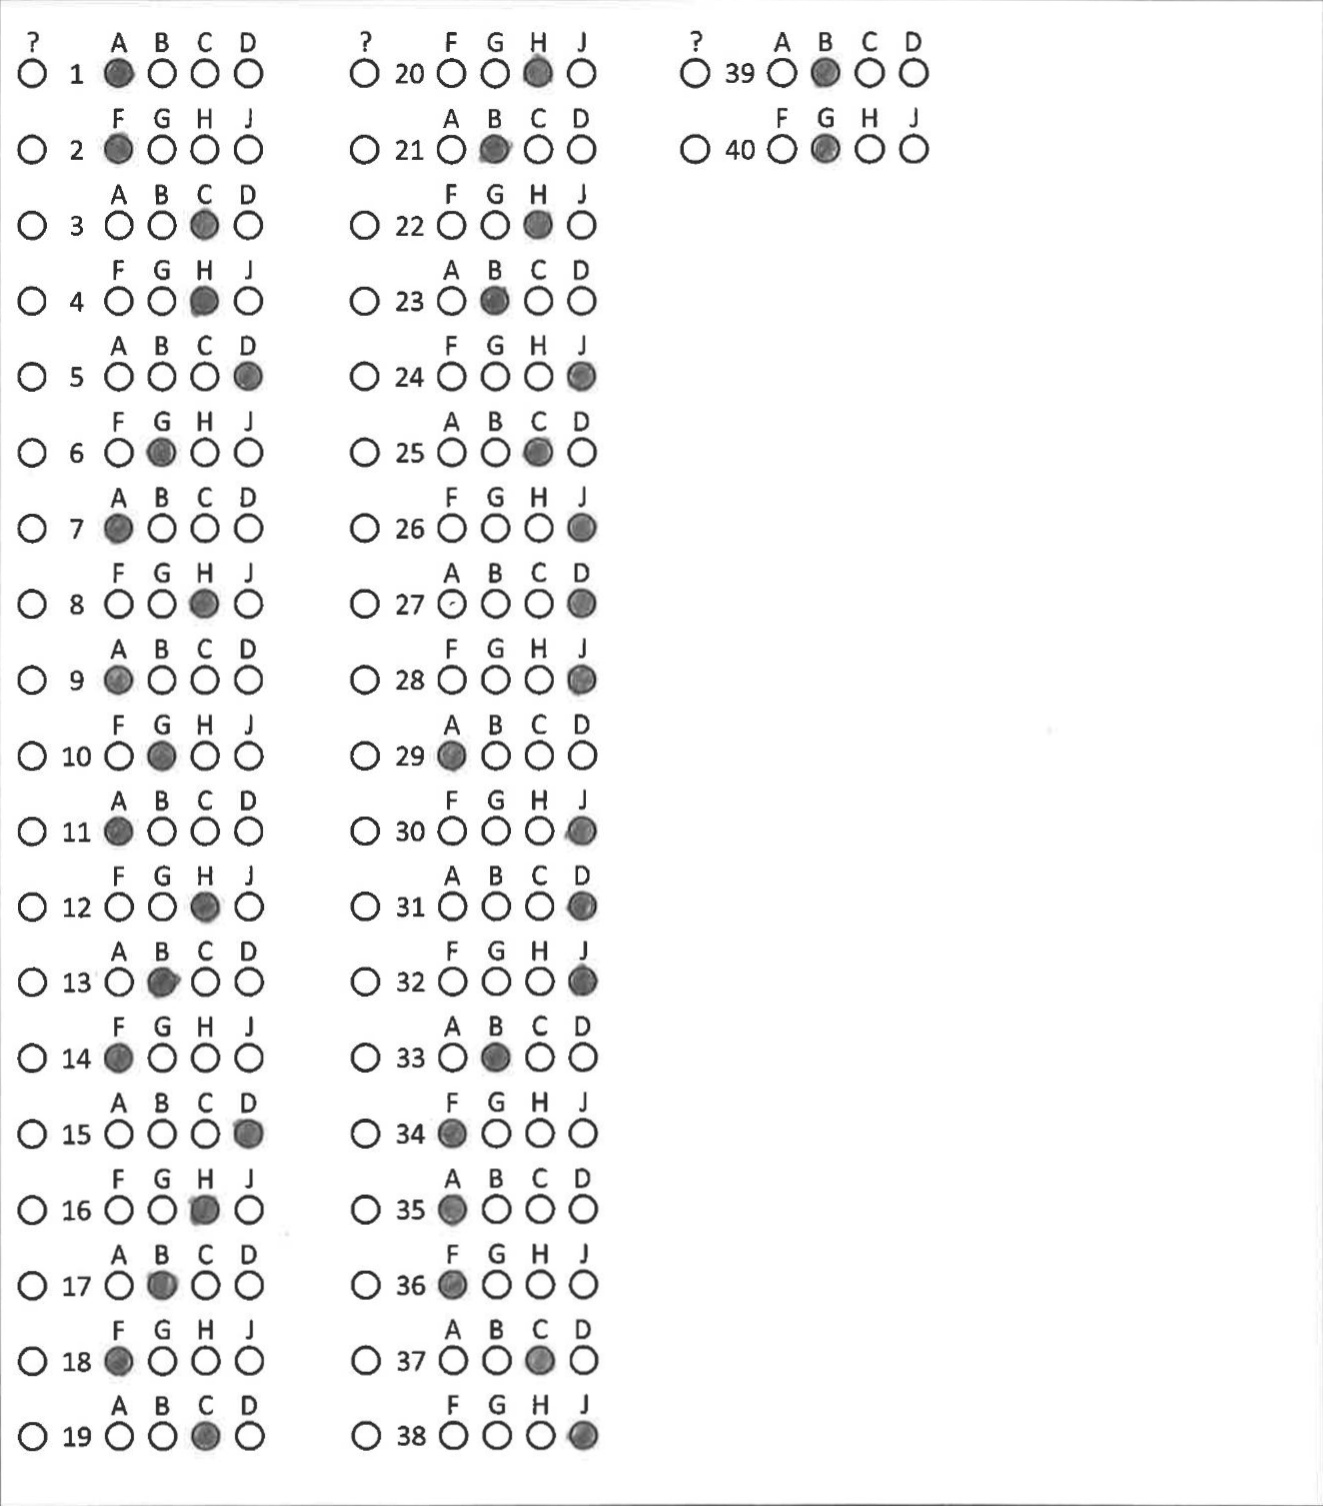 ? A B C D
1
F G H J
2
A B C D
3
F G H J
4
A B C D
5
F G H J
6
A B C D
7
F G H J
8
A B C D
9
F G H J
10
A B C D
11
F G H J
12
A B C D
13
F G H J
14
A B C D
15
F G H J
16
A B C D
17
F G H J
18
A B C D
19
? F G H J
20
A B C D
21
F G H J
22
A B C D
23
F G H J
24
A B C D
25
F G H J
26
A B C D
27
F G H J
28
A B C D
29
F G H J
30
A B C D
31
F G H J
32
A B C D
33
F G H J
34
A B C D
35
F G H J
36
A B C D
37
F G H J
38
? A B C D
39
F G H J
40